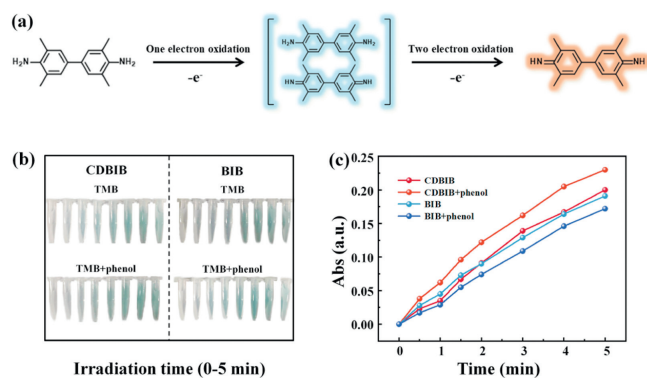 (a)
H₂N
NH₂
One electron oxidation
-e⁻
H₂N
NH₂
HN
NH
Two electron oxidation
-e⁻
HN
NH
(b)
CDBIB
BIB
TMB
TMB
TMB+phenol
TMB+phenol
Irradiation time (0-5 min)
(c)
0.25
0.20
0.15
0.10
0.05
0.00
Abs (a.u.)
CDBIB
CDBIB+phenol
BIB
BIB+phenol
0 1 2 3 4 5
Time (min)